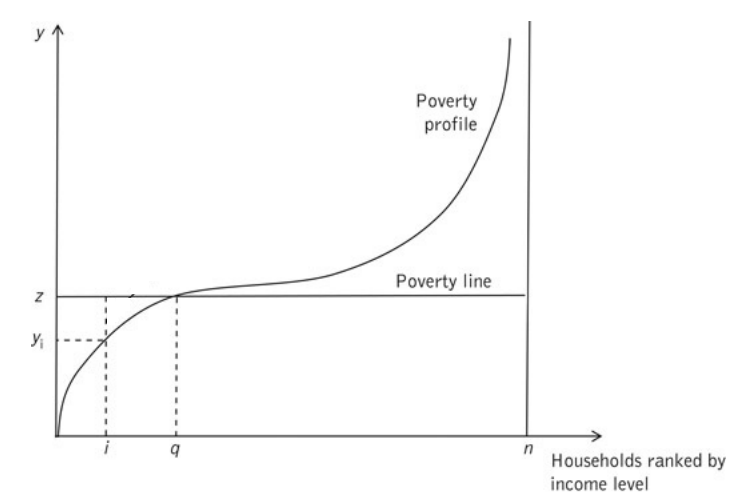 y
Poverty
profile
Poverty line
z
yi
i
q
n
Households ranked by
income level